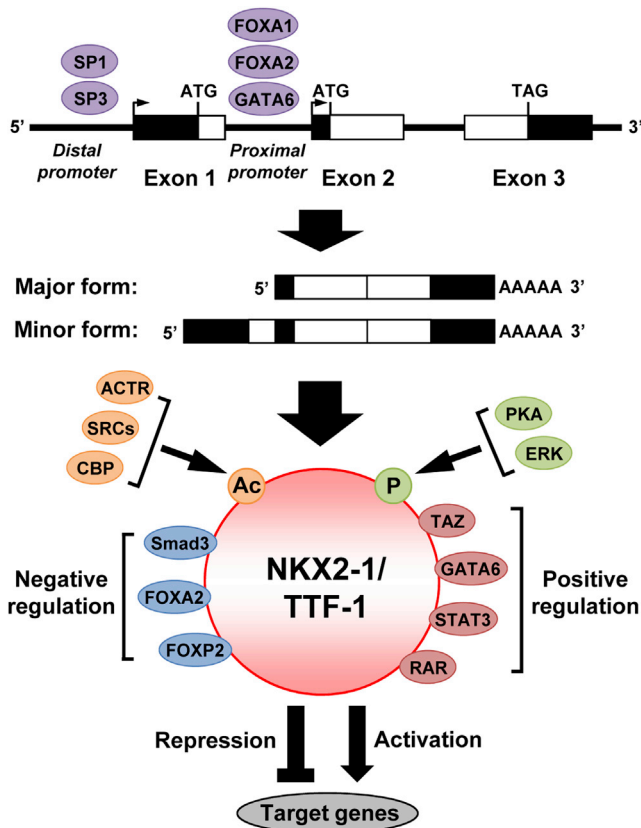 FOXA1
SP1
FOXA2
SP3
ATG
GATA6
ATG
TAG
5'
3'
Distal
promoter
Exon 1
Proximal
promoter
Exon 2
Exon 3
Major form:
5'
AAAAA 3'
Minor form:
5'
AAAAA 3'
ACTR
SRCs
CBP
PKA
ERK
Ac
P
TAZ
Smad3
GATA6
Negative
regulation
FOXA2
NKX2-1/
TTF-1
Positive
regulation
STAT3
FOXP2
RAR
Repression
Activation
Target genes